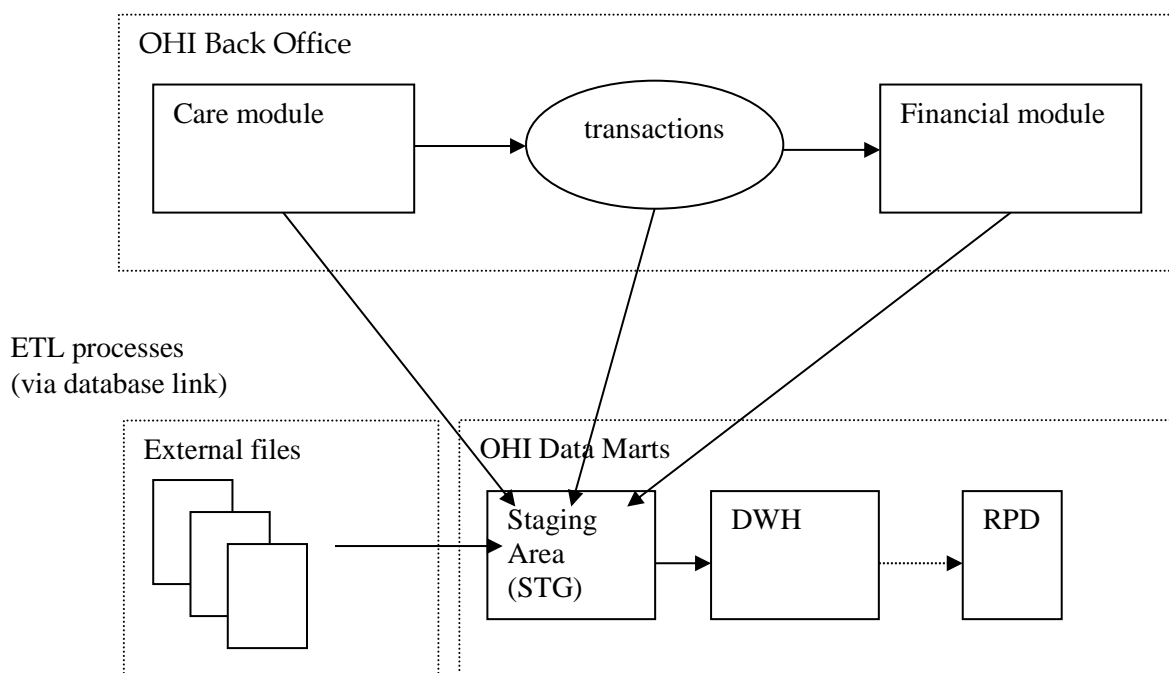 OHI Back Office
Care module
transactions
Financial module
ETL processes
(via database link)
External files
OHI Data Marts
Staging
Area
(STG)
DWH
RPD